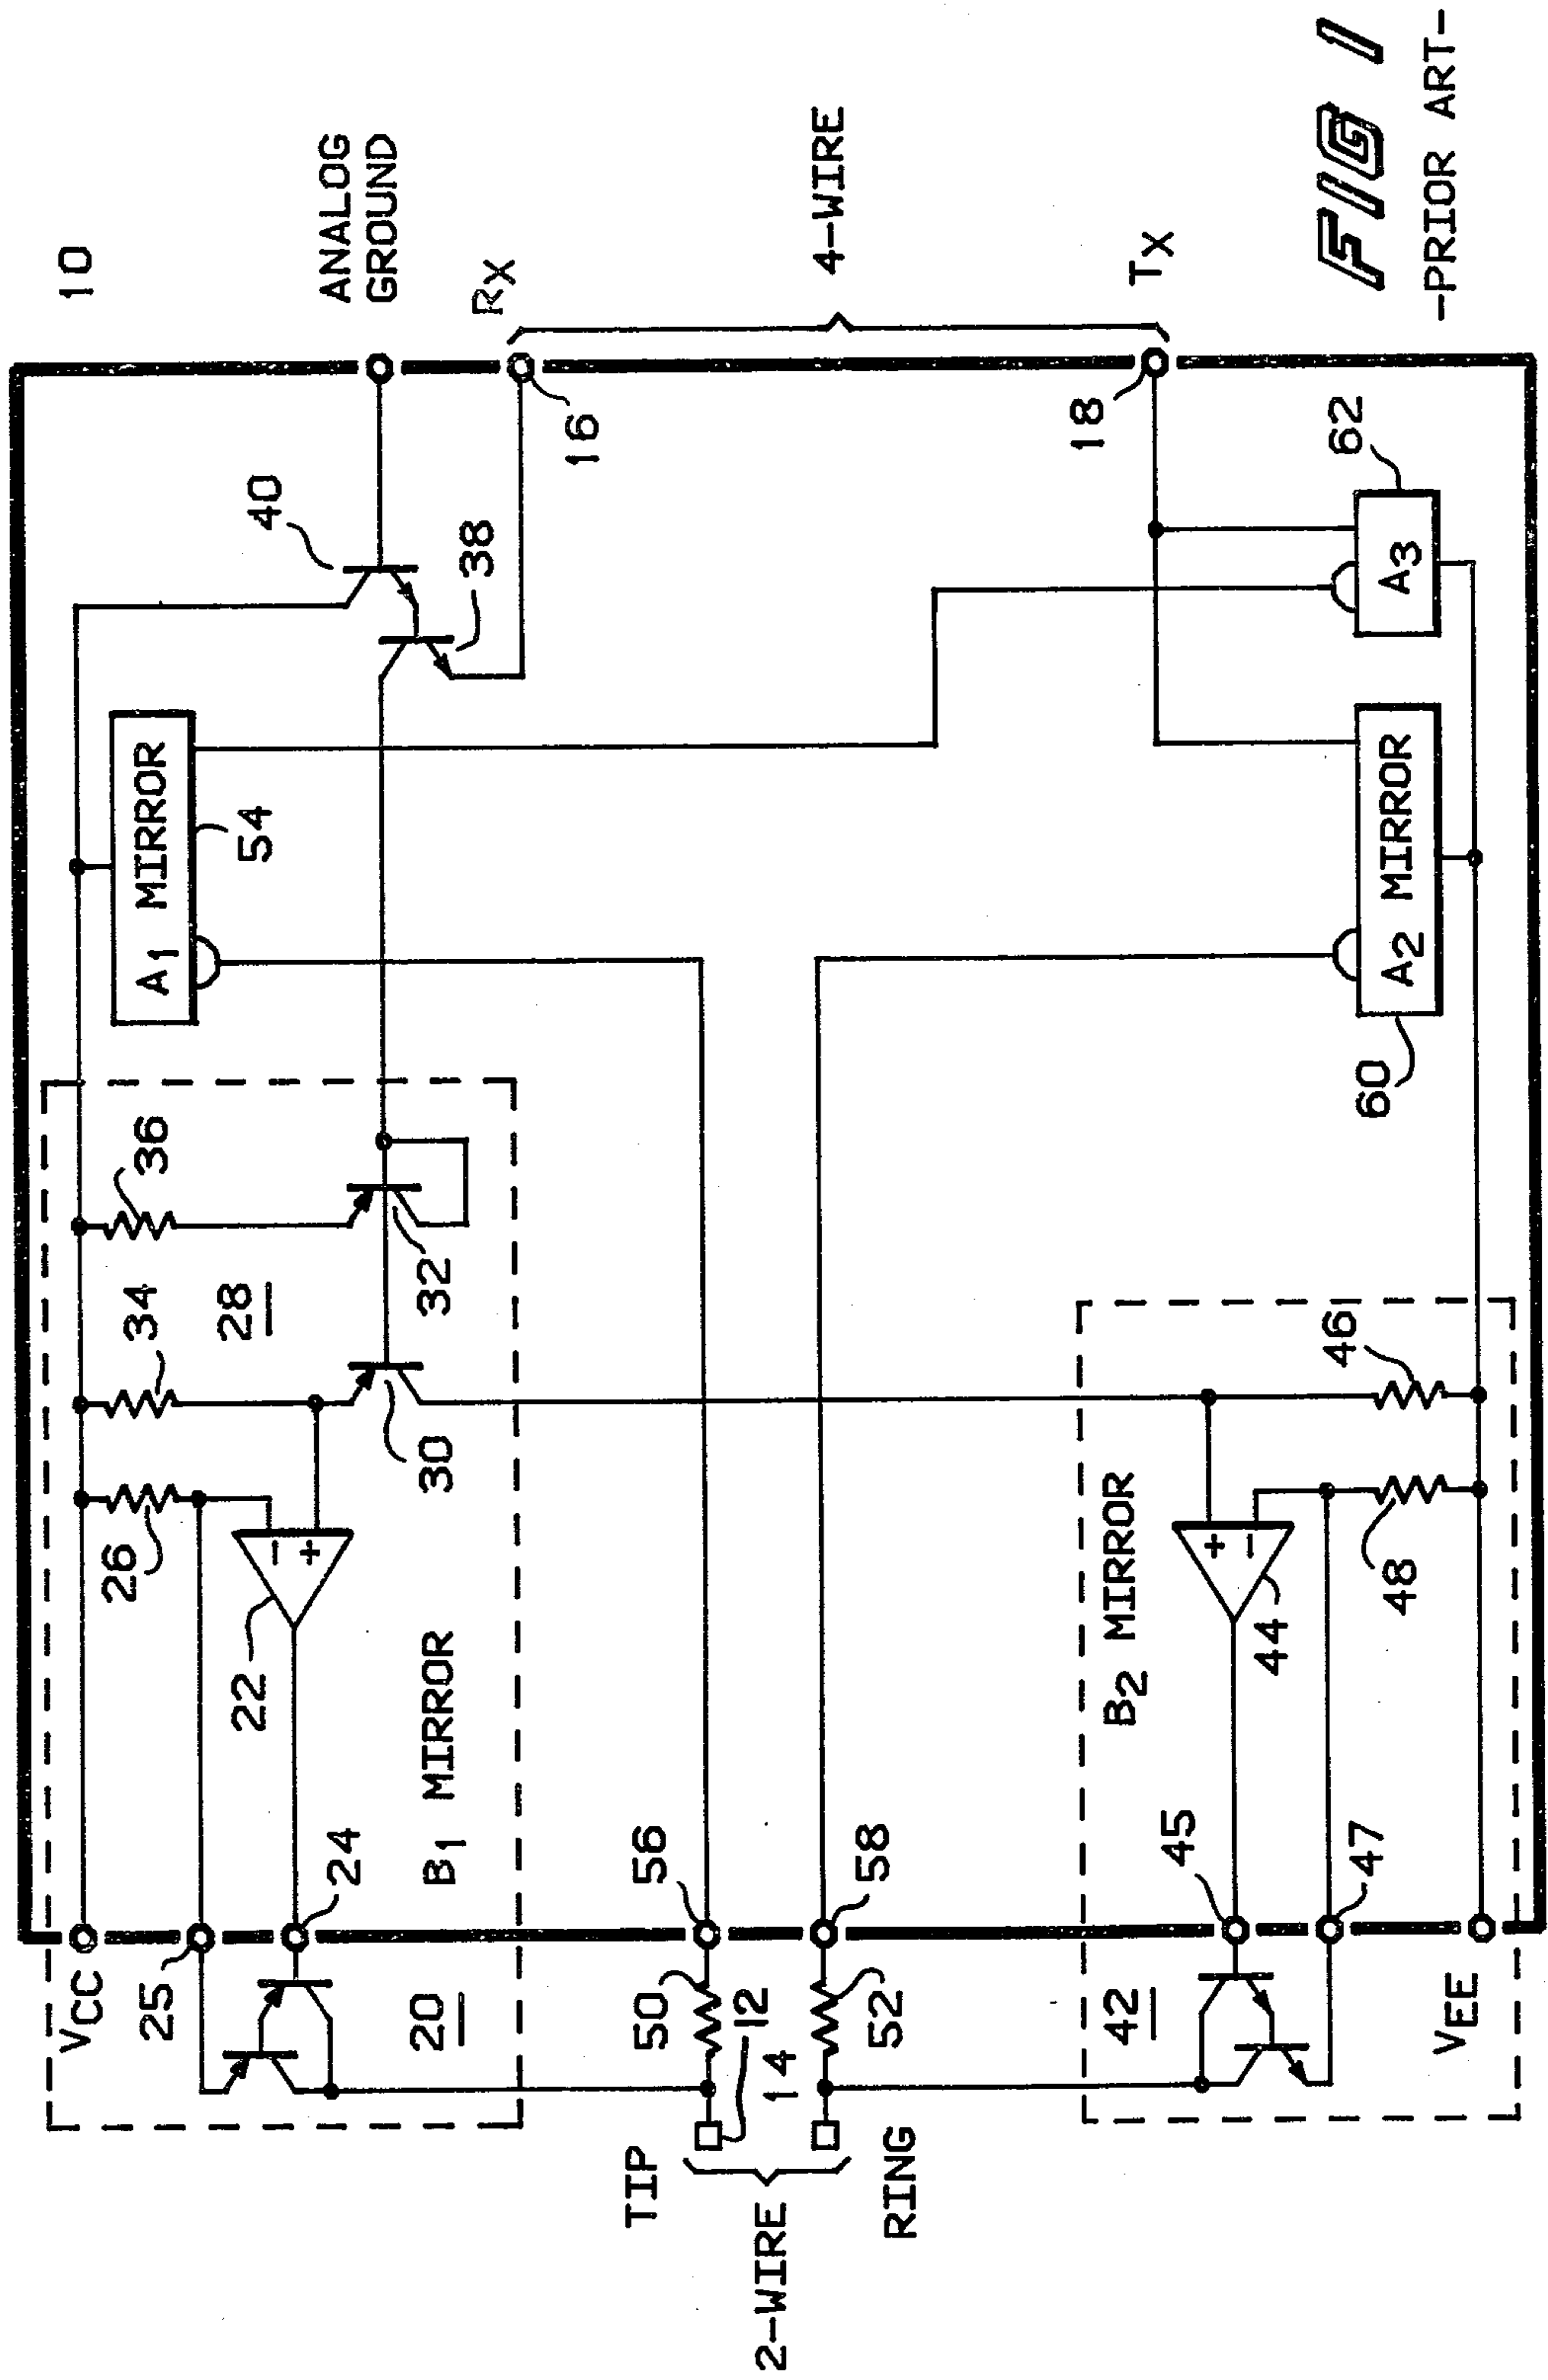 10
VCC
25
24
20
26
22
34
28
36
30
32
B1 MIRROR
A1 MIRROR
54
40
38
ANALOG
GROUND
RX
16
4-WIRE
TIP
2-WIRE
RING
50
12
14
52
56
58
18
TX
B2 MIRROR
42
45
47
44
48
46
VEE
60
A2 MIRROR
A3
62
FIG 1
-PRIOR ART-